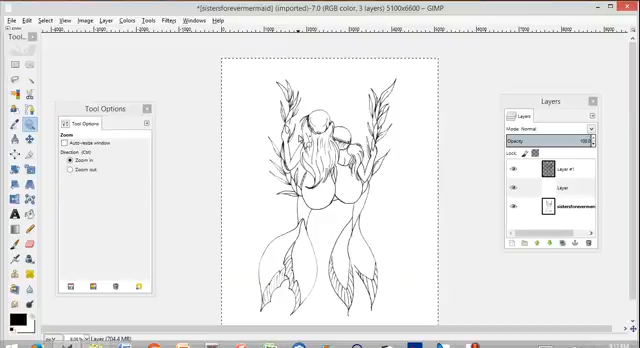 *[sistersforevermermaid] (imported)-7.0 (RGB color, 3 layers) 5100x6600 – GIMP
File Edit Select View Image Layer Colors Tools Filters Windows Help
Tool...
Tool Options
Tool Options
Zoom
Auto-resize window
Direction (Ctrl)
Zoom in
Zoom out
Layers
Layers
Mode: Normal
Opacity 100.0
Lock:
Layer #1
Layer
sistersforevermerm
Layer (704.4 MB)